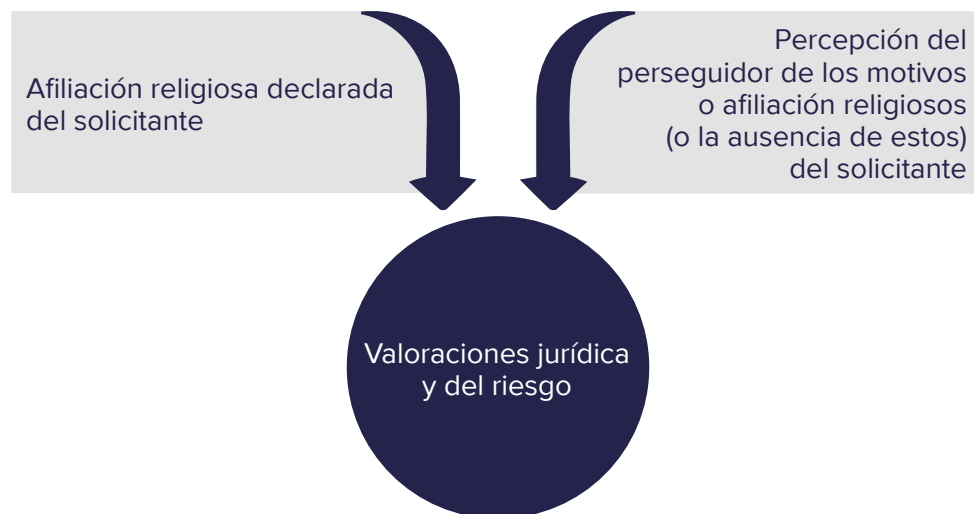 Afiliación religiosa declarada
del solicitante
Percepción del
perseguidor de los motivos
o afiliación religiosos
(o la ausencia de estos)
del solicitante
Valoraciones jurídica
y del riesgo